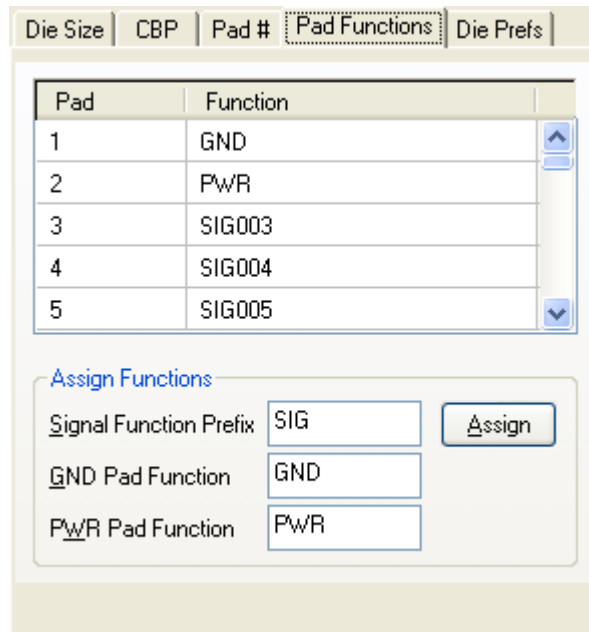 Die Size CBP Pad # Pad Functions Die Prefs
Pad Function
1 GND
2 PWR
3 SIG003
4 SIG004
5 SIG005
Assign Functions
Signal Function Prefix SIG Assign
GND Pad Function GND
PWR Pad Function PWR